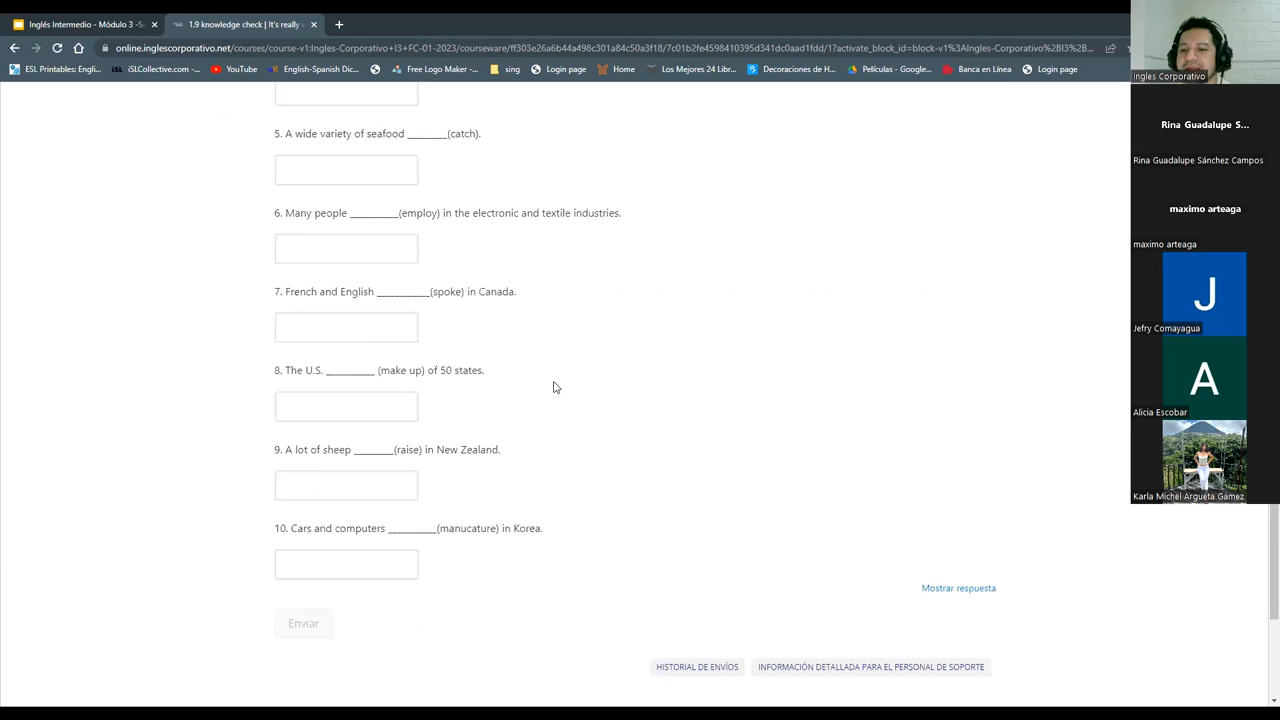 Inglés Intermedio - Módulo 3 -Se
1.9 knowledge check | It's really
online.inglescorporativo.net/courses/course-v1:Ingles-Corporativo+I3+FC-01-2023/courseware/ff303e26a6b44a498c301a84c50a3f18/7c01b2fe4598410395d341dc0aad1fdd/1?activate_block_id=block-v1%3AIngles-Corporativo%2BI3%2B...
ESL Printables: Engli...
iSLCollective.com -...
YouTube
English-Spanish Dic...
Free Logo Maker -...
sing
Login page
Home
Los Mejores 24 Libr...
Decoraciones de H...
Películas - Google...
Banca en Línea
Login page
5. A wide variety of seafood ________(catch).
6. Many people __________(employ) in the electronic and textile industries.
7. French and English ___________(spoke) in Canada.
8. The U.S. __________ (make up) of 50 states.
9. A lot of sheep ________(raise) in New Zealand.
10. Cars and computers __________(manucature) in Korea.
Mostrar respuesta
Enviar
HISTORIAL DE ENVÍOS
INFORMACIÓN DETALLADA PARA EL PERSONAL DE SOPORTE
Ingles Corporativo
Rina Guadalupe S...
Rina Guadalupe Sánchez Campos
maximo arteaga
maximo arteaga
J
Jefry Comayagua
A
Alicia Escobar
Karla Michel Argueta Gámez